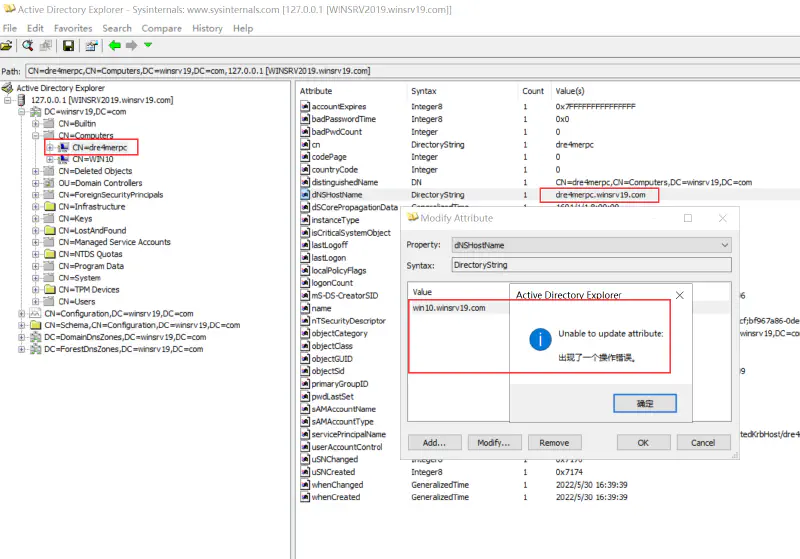 Active Directory Explorer - Sysinternals: www.sysinternals.com [127.0.0.1 [WINSRV2019.winsrv19.com]]
File Edit Favorites Search Compare History Help
Path: CN=dre4merpc,CN=Computers,DC=winsrv19,DC=com,127.0.0.1 [WINSRV2019.winsrv19.com]
Active Directory Explorer
127.0.0.1 [WINSRV2019.winsrv19.com]
DC=winsrv19,DC=com
CN=Builtin
CN=Computers
CN=dre4merpc
CN=WIN10
CN=Deleted Objects
OU=Domain Controllers
CN=ForeignSecurityPrincipals
CN=Infrastructure
CN=Keys
CN=LostAndFound
CN=Managed Service Accounts
CN=NTDS Quotas
CN=Program Data
CN=System
CN=TPM Devices
CN=Users
CN=Configuration,DC=winsrv19,DC=com
CN=Schema,CN=Configuration,DC=winsrv19,DC=com
DC=DomainDnsZones,DC=winsrv19,DC=com
DC=ForestDnsZones,DC=winsrv19,DC=com
Attribute Syntax Count Value(s)
accountExpires Integer8 1 0x7FFFFFFFFFFFFFFF
badPasswordTime Integer8 1 0x0
badPwdCount Integer 1 0
cn DirectoryString 1 dre4merpc
codePage Integer 1 0
countryCode Integer 1 0
distinguishedName DN 1 CN=dre4merpc,CN=Computers,DC=winsrv19,DC=com
dNSHostName DirectoryString 1 dre4merpc.winsrv19.com
dSCorePropagationData GeneralizedTime 1 1601/1/1 8:00:00
instanceType
isCriticalSystemObject
lastLogoff
lastLogon
localPolicyFlags
logonCount
mS-DS-CreatorSID
name
nTSecurityDescriptor cf;bf967a86-0de
objectCategory
objectClass
objectGUID
objectSid
primaryGroupID
pwdLastSet
sAMAccountName
sAMAccountType
servicePrincipalName tedKrbHost/dre4
userAccountControl
uSNChanged Integer8 1 0x7176
uSNCreated Integer8 1 0x7174
whenChanged GeneralizedTime 1 2022/5/30 16:39:39
whenCreated GeneralizedTime 1 2022/5/30 16:39:39
Modify Attribute
Property: dNSHostName
Syntax: DirectoryString
Value
win10.winsrv19.com
Add... Modify... Remove OK Cancel
Active Directory Explorer
Unable to update attribute:
出现了一个操作错误。
确定